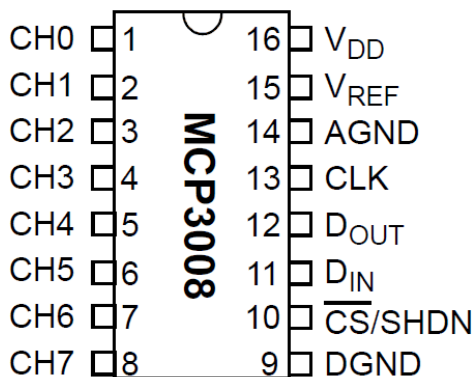 CH0 1 16 VDD
CH1 2 15 VREF
CH2 3 14 AGND
CH3 4 13 CLK
CH4 5 12 DOUT
CH5 6 11 DIN
CH6 7 10 C̅S̅/SHDN
CH7 8 9 DGND
MCP3008